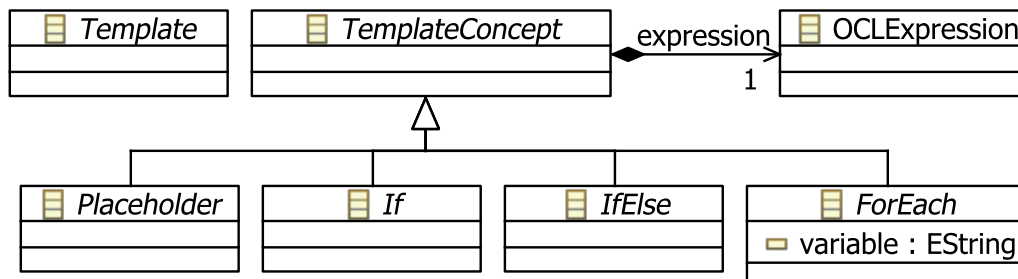 Template
TemplateConcept
expression
1
OCLExpression
Placeholder
If
IfElse
ForEach
variable : EString